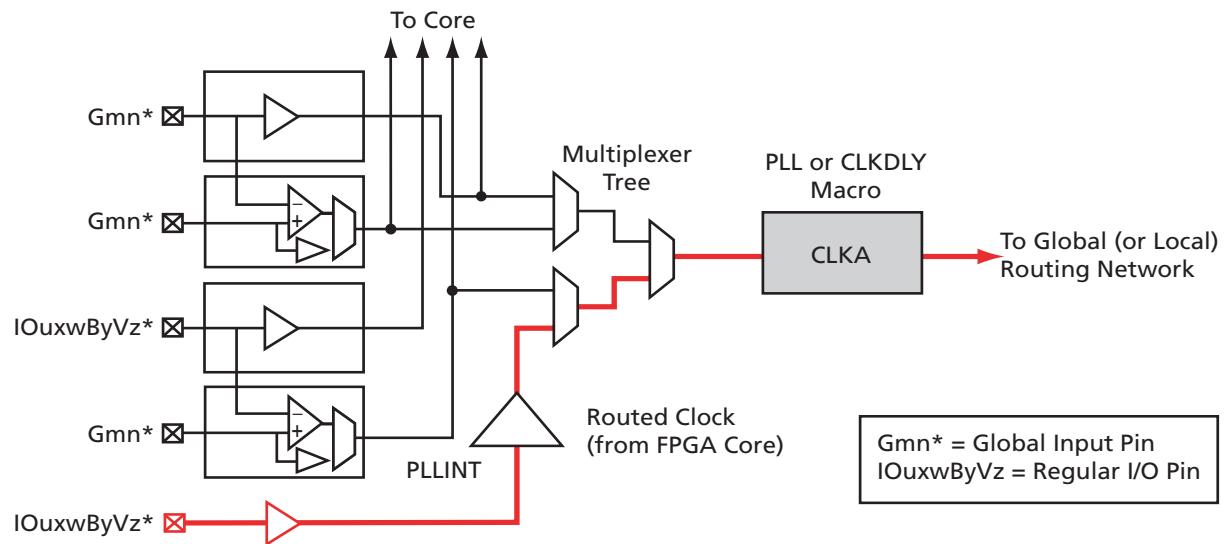 To Core
Gmn*
Gmn*
IOuxwByVz*
Gmn*
IOuxwByVz*
−
+
−
+
Multiplexer
Tree
PLL or CLKDLY
Macro
CLKA
To Global (or Local)
Routing Network
Routed Clock
(from FPGA Core)
PLLINT
Gmn* = Global Input Pin
IOuxwByVz = Regular I/O Pin